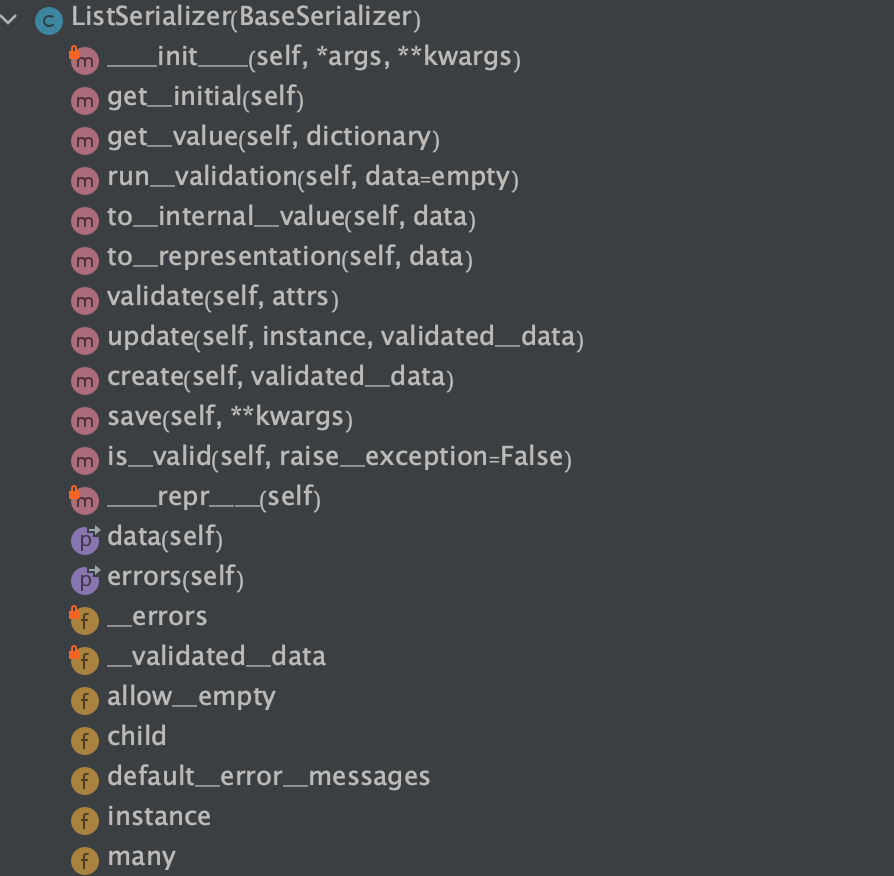 ListSerializer(BaseSerializer)
__init__(self, *args, **kwargs)
get_initial(self)
get_value(self, dictionary)
run_validation(self, data=empty)
to_internal_value(self, data)
to_representation(self, data)
validate(self, attrs)
update(self, instance, validated_data)
create(self, validated_data)
save(self, **kwargs)
is_valid(self, raise_exception=False)
__repr__(self)
data(self)
errors(self)
_errors
_validated_data
allow_empty
child
default_error_messages
instance
many